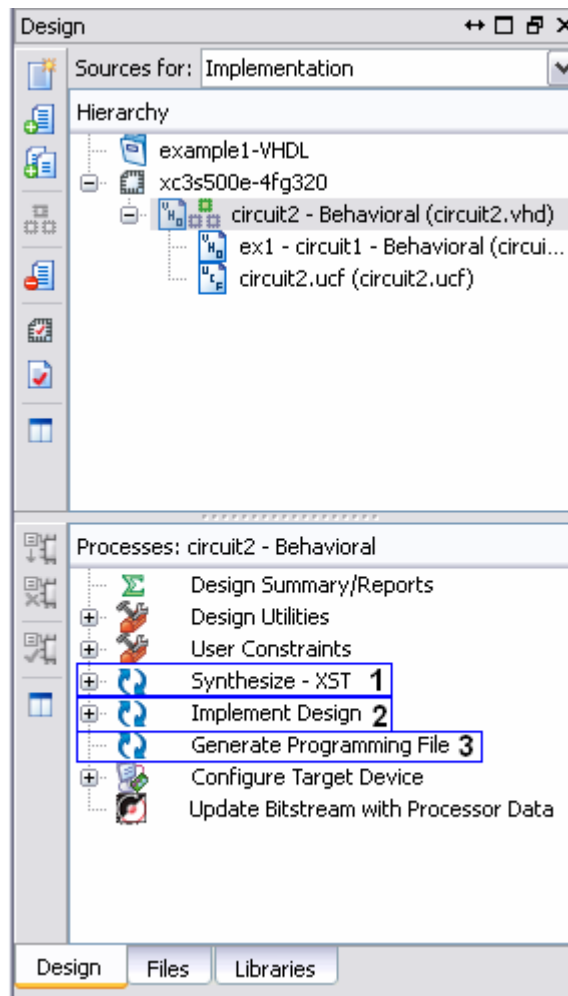 Design
Sources for: Implementation
Hierarchy
example1-VHDL
xc3s500e-4fg320
circuit2 - Behavioral (circuit2.vhd)
ex1 - circuit1 - Behavioral (circui...
circuit2.ucf (circuit2.ucf)
Processes: circuit2 - Behavioral
Design Summary/Reports
Design Utilities
User Constraints
Synthesize - XST 1
Implement Design 2
Generate Programming File 3
Configure Target Device
Update Bitstream with Processor Data
Design Files Libraries